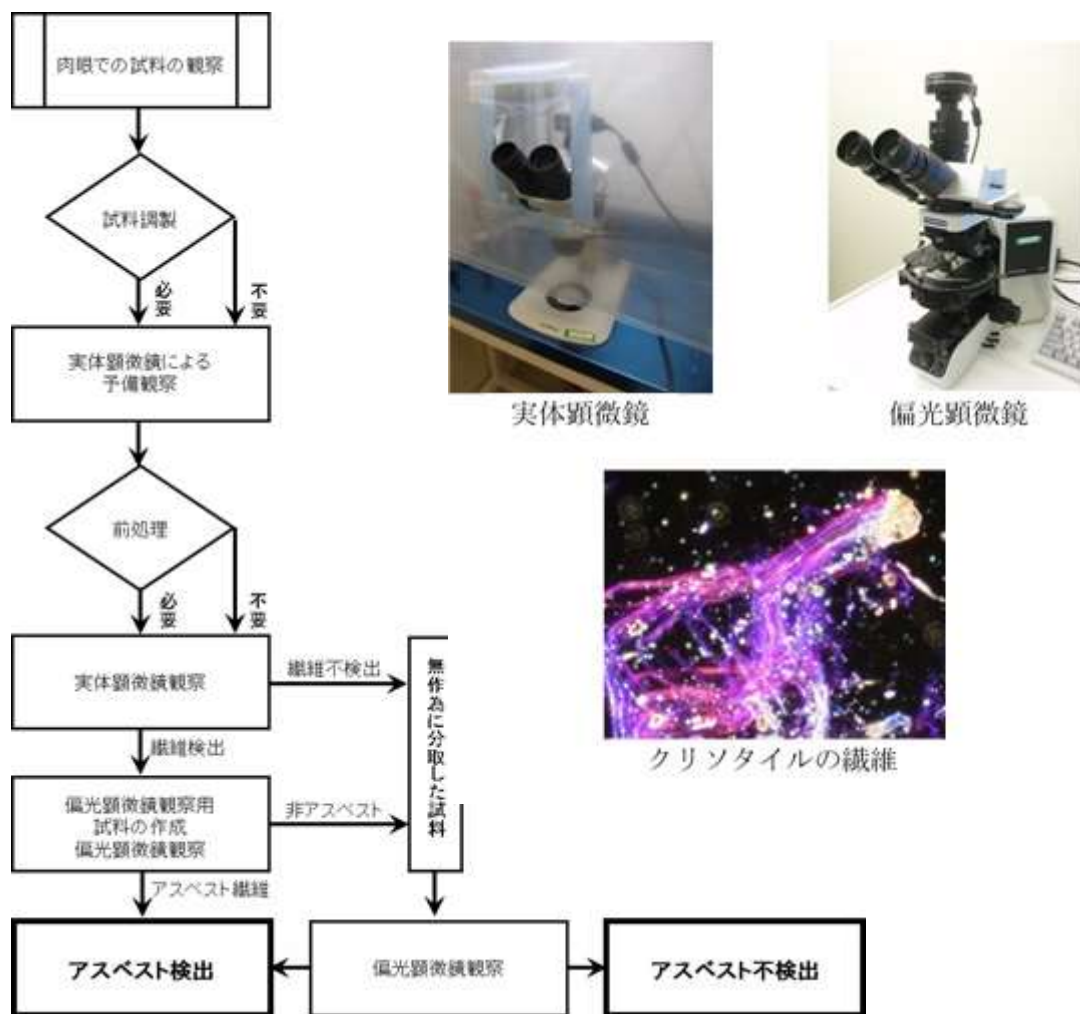 肉眼での試料の観察
試料調製
必要
不要
実体顕微鏡による
予備観察
前処理
必要
不要
実体顕微鏡観察
繊維不検出
無作為に分取した試料
繊維検出
偏光顕微鏡観察用
試料の作成
偏光顕微鏡観察
非アスベスト
アスベスト繊維
アスベスト検出
偏光顕微鏡観察
アスベスト不検出
実体顕微鏡
偏光顕微鏡
クリソタイルの繊維